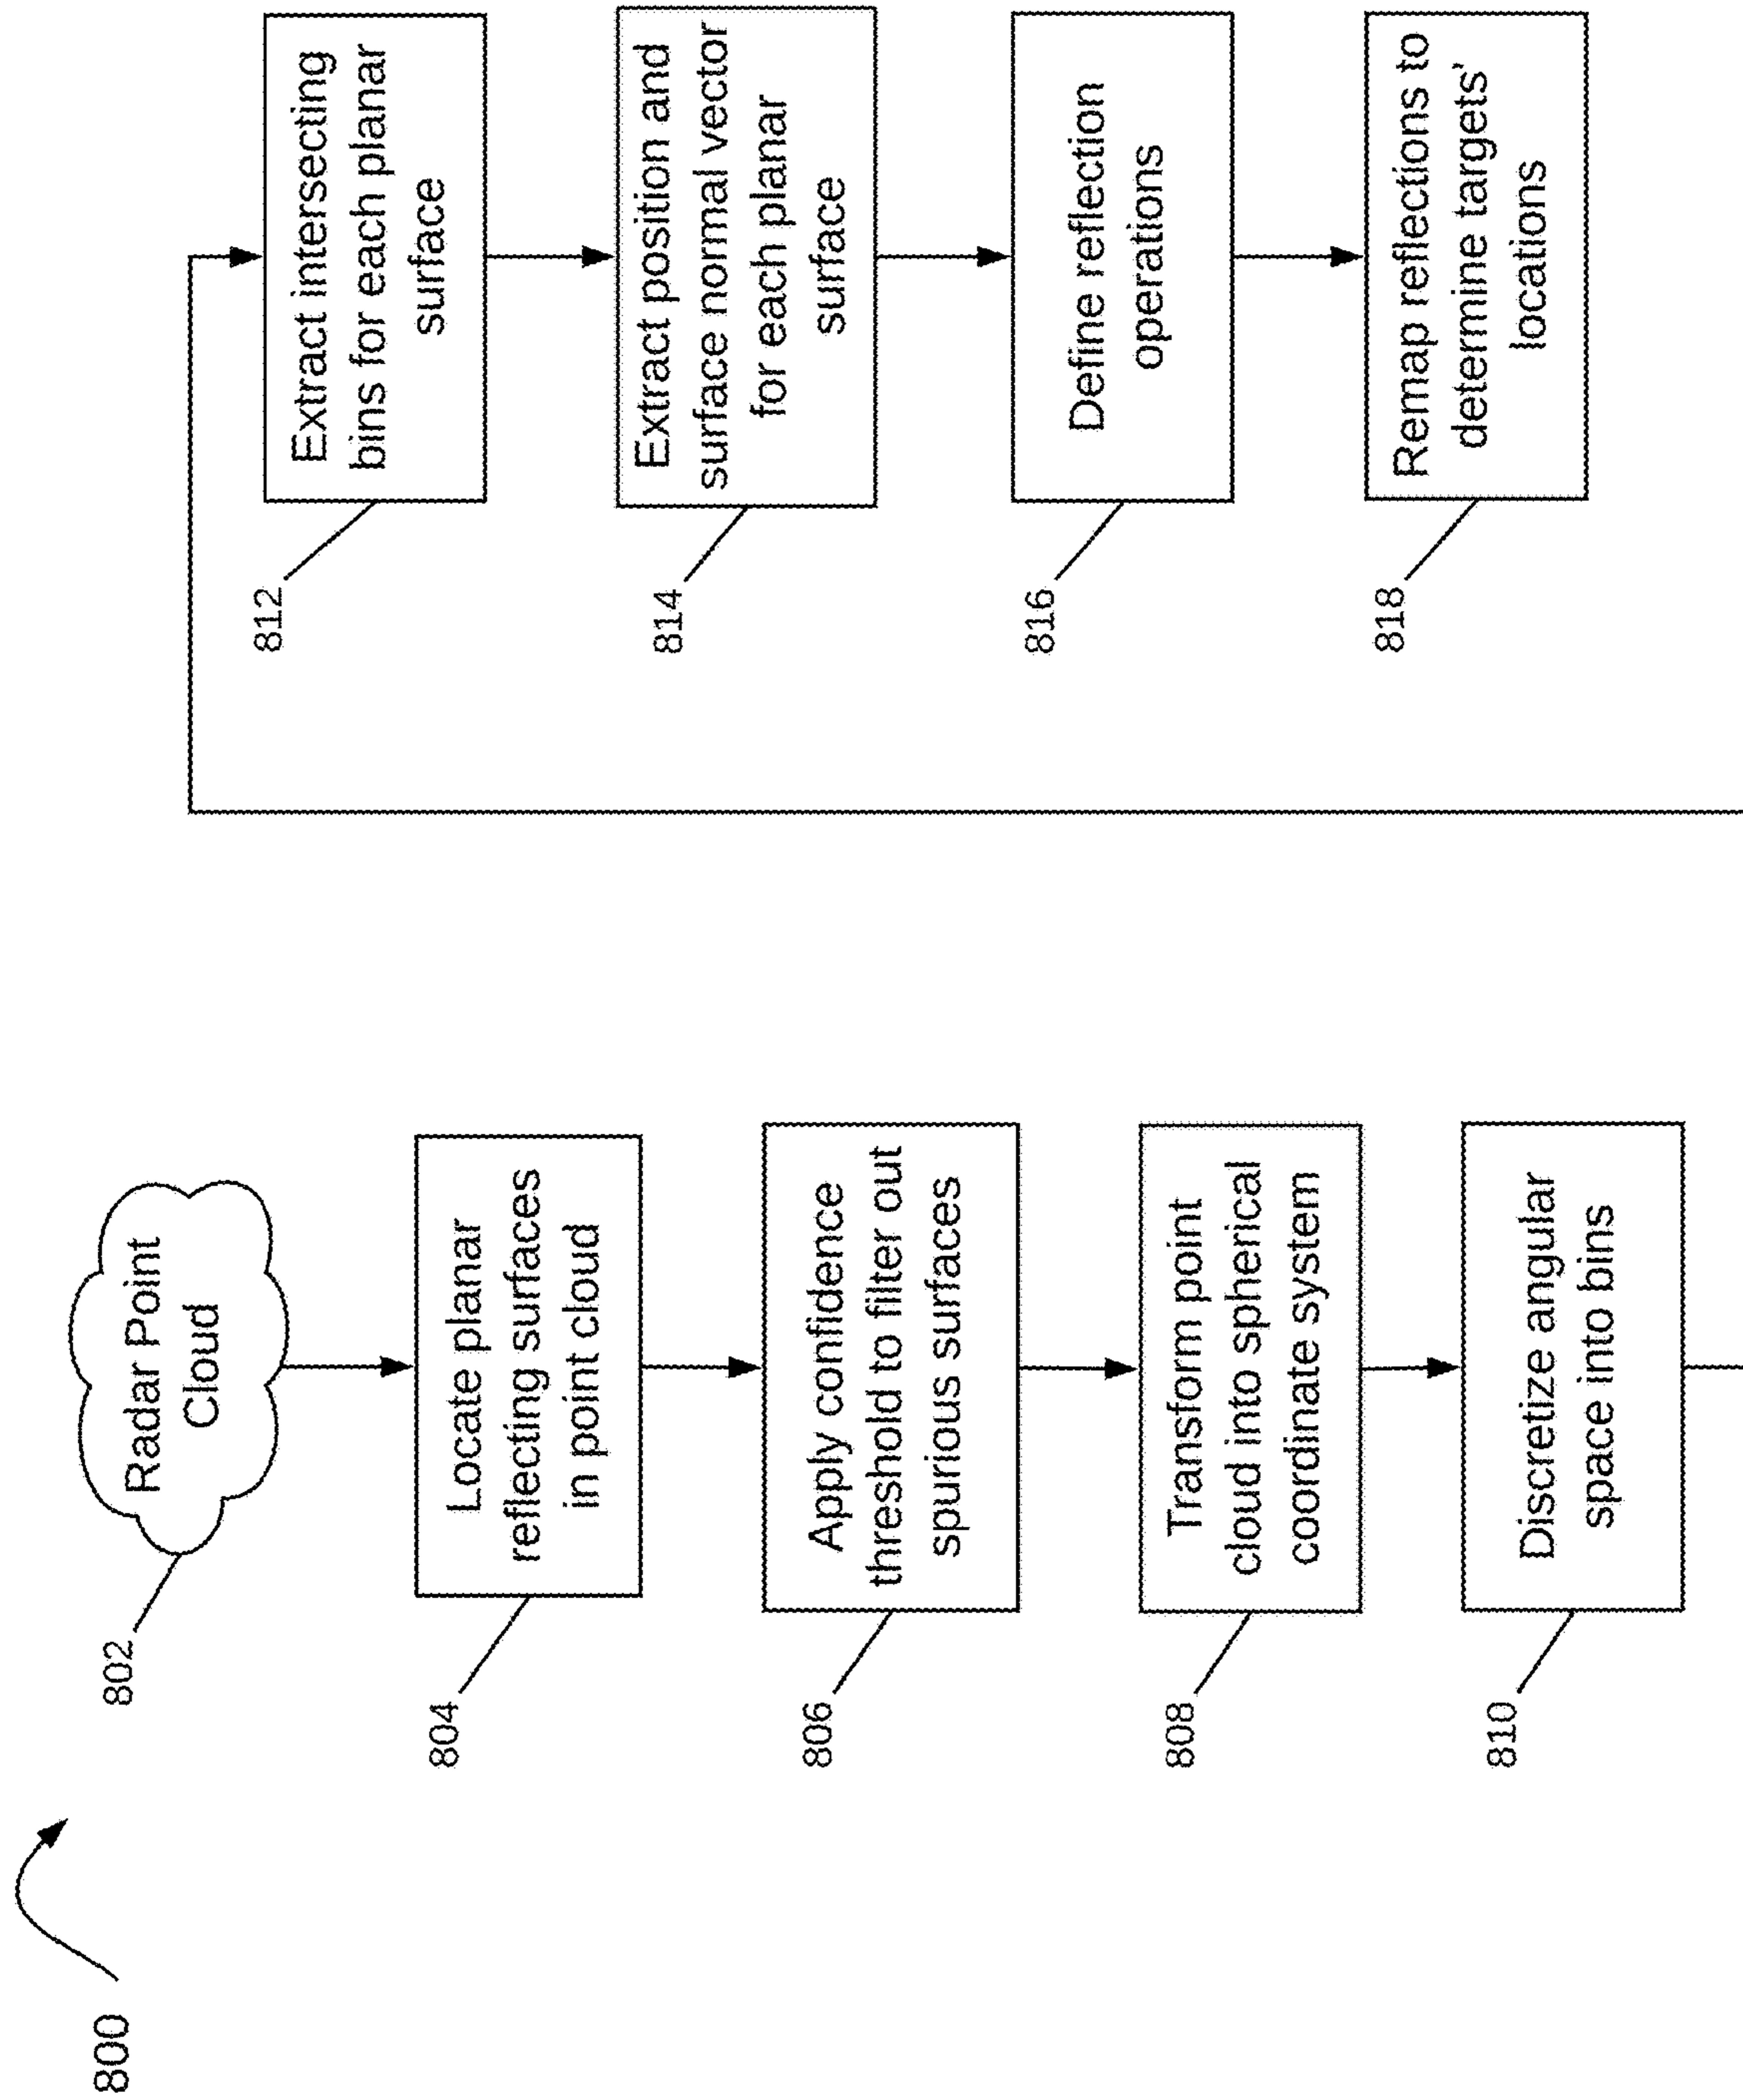 800
802
Radar Point
Cloud
804
Locate planar
reflecting surfaces
in point cloud
806
Apply confidence
threshold to filter out
spurious surfaces
808
Transform point
cloud into spherical
coordinate system
810
Discretize angular
space into bins
812
Extract intersecting
bins for each planar
surface
814
Extract position and
surface normal vector
for each planar
surface
816
Define reflection
operations
818
Remap reflections to
determine targets'
locations